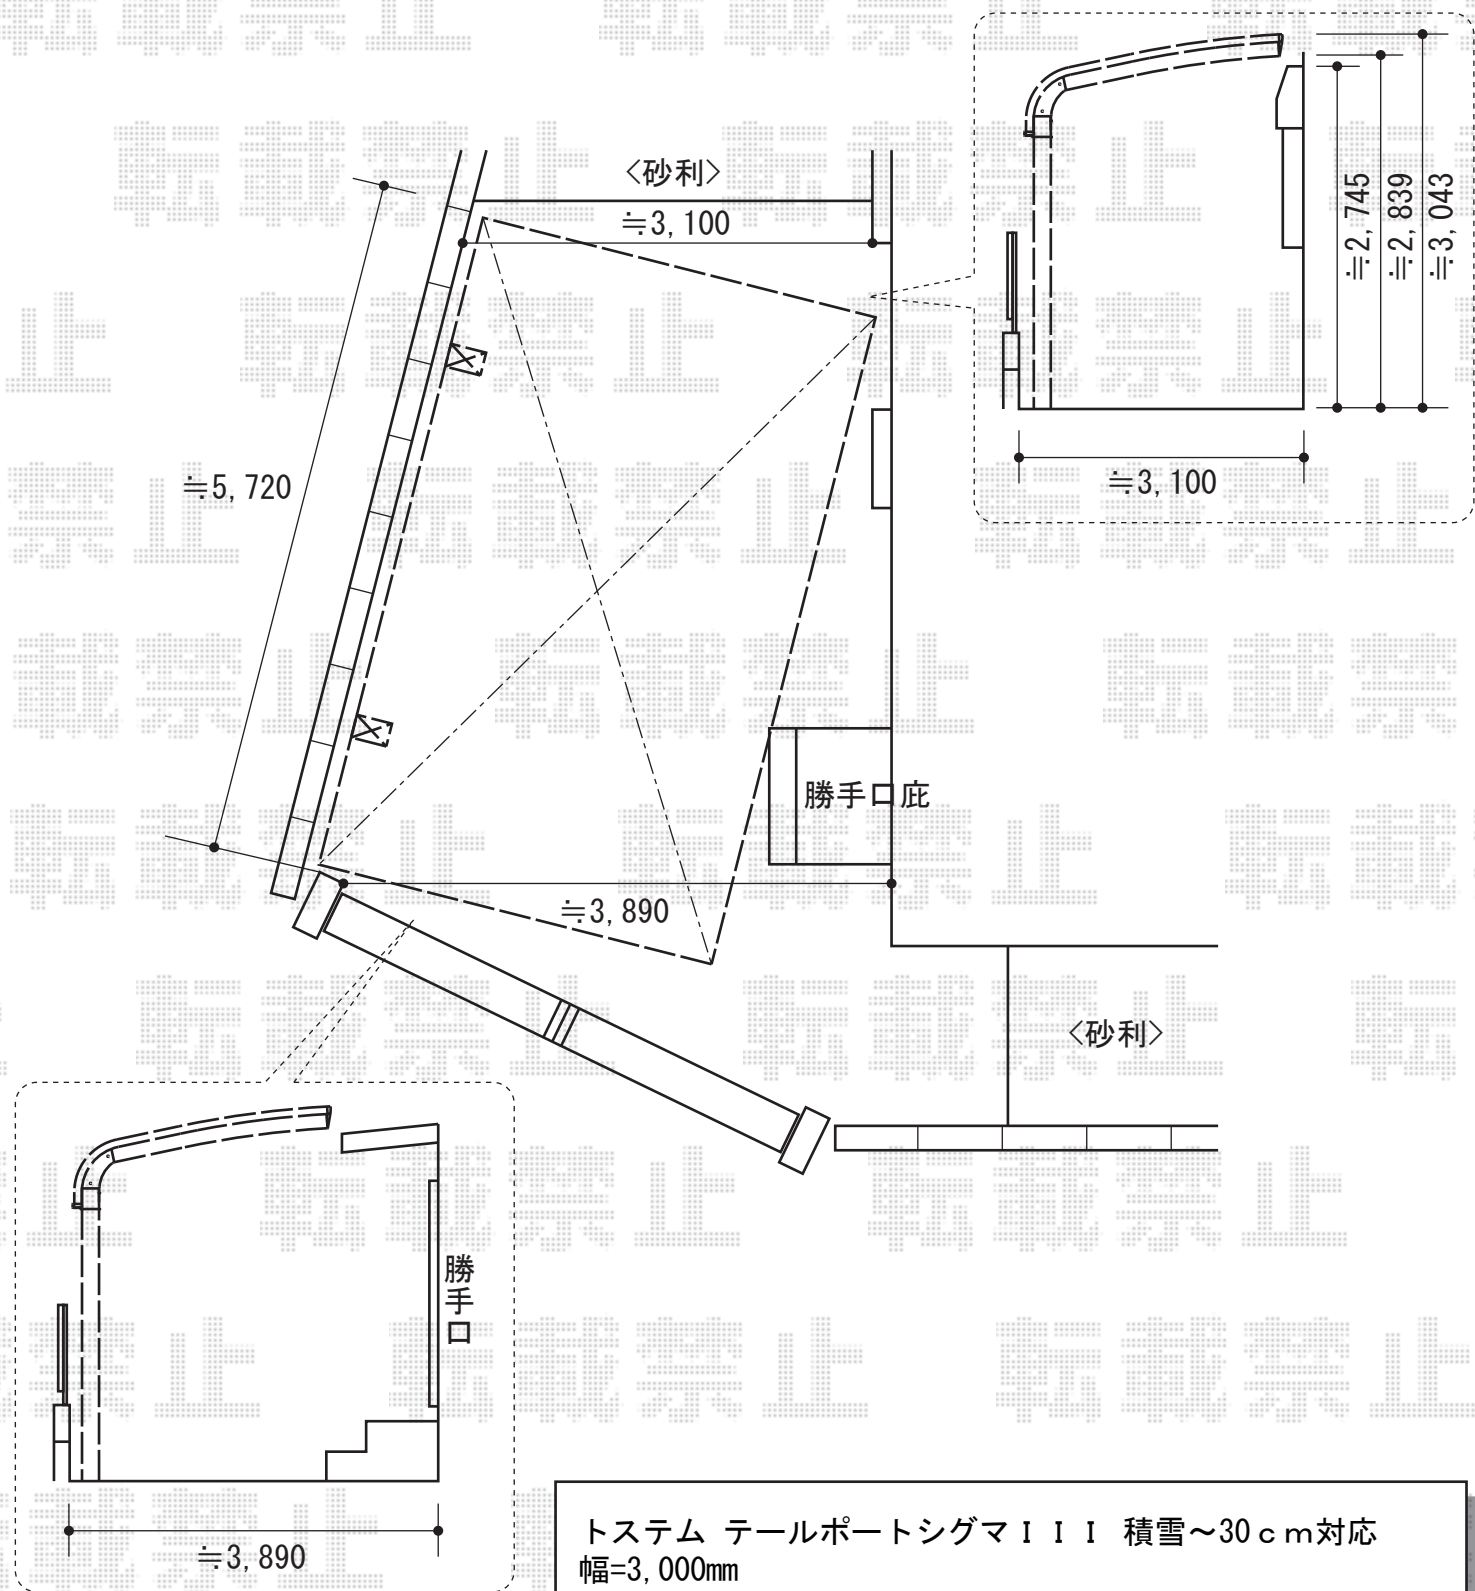 転載禁止
〈砂利〉
≒3,100
≒2,745
≒2,839
≒3,043
≒3,100
≒5,720
勝手口庇
≒3,890
〈砂利〉
勝手口
≒3,890
トステム テールポートシグマIII 積雪～30cm対応
幅=3,000mm